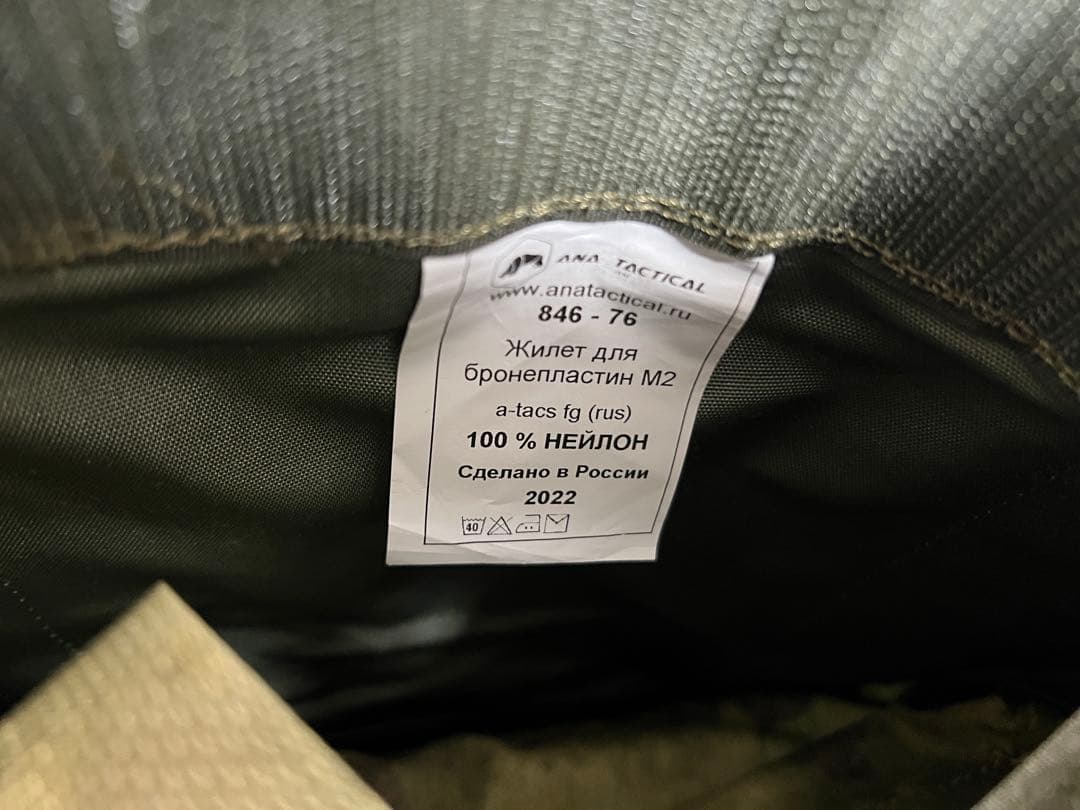 ANA TACTICAL
www.anatactical.ru
846 - 76
Жилет для
бронепластин М2
a-tacs fg (rus)
100 % НЕЙЛОН
Сделано в России
2022
40